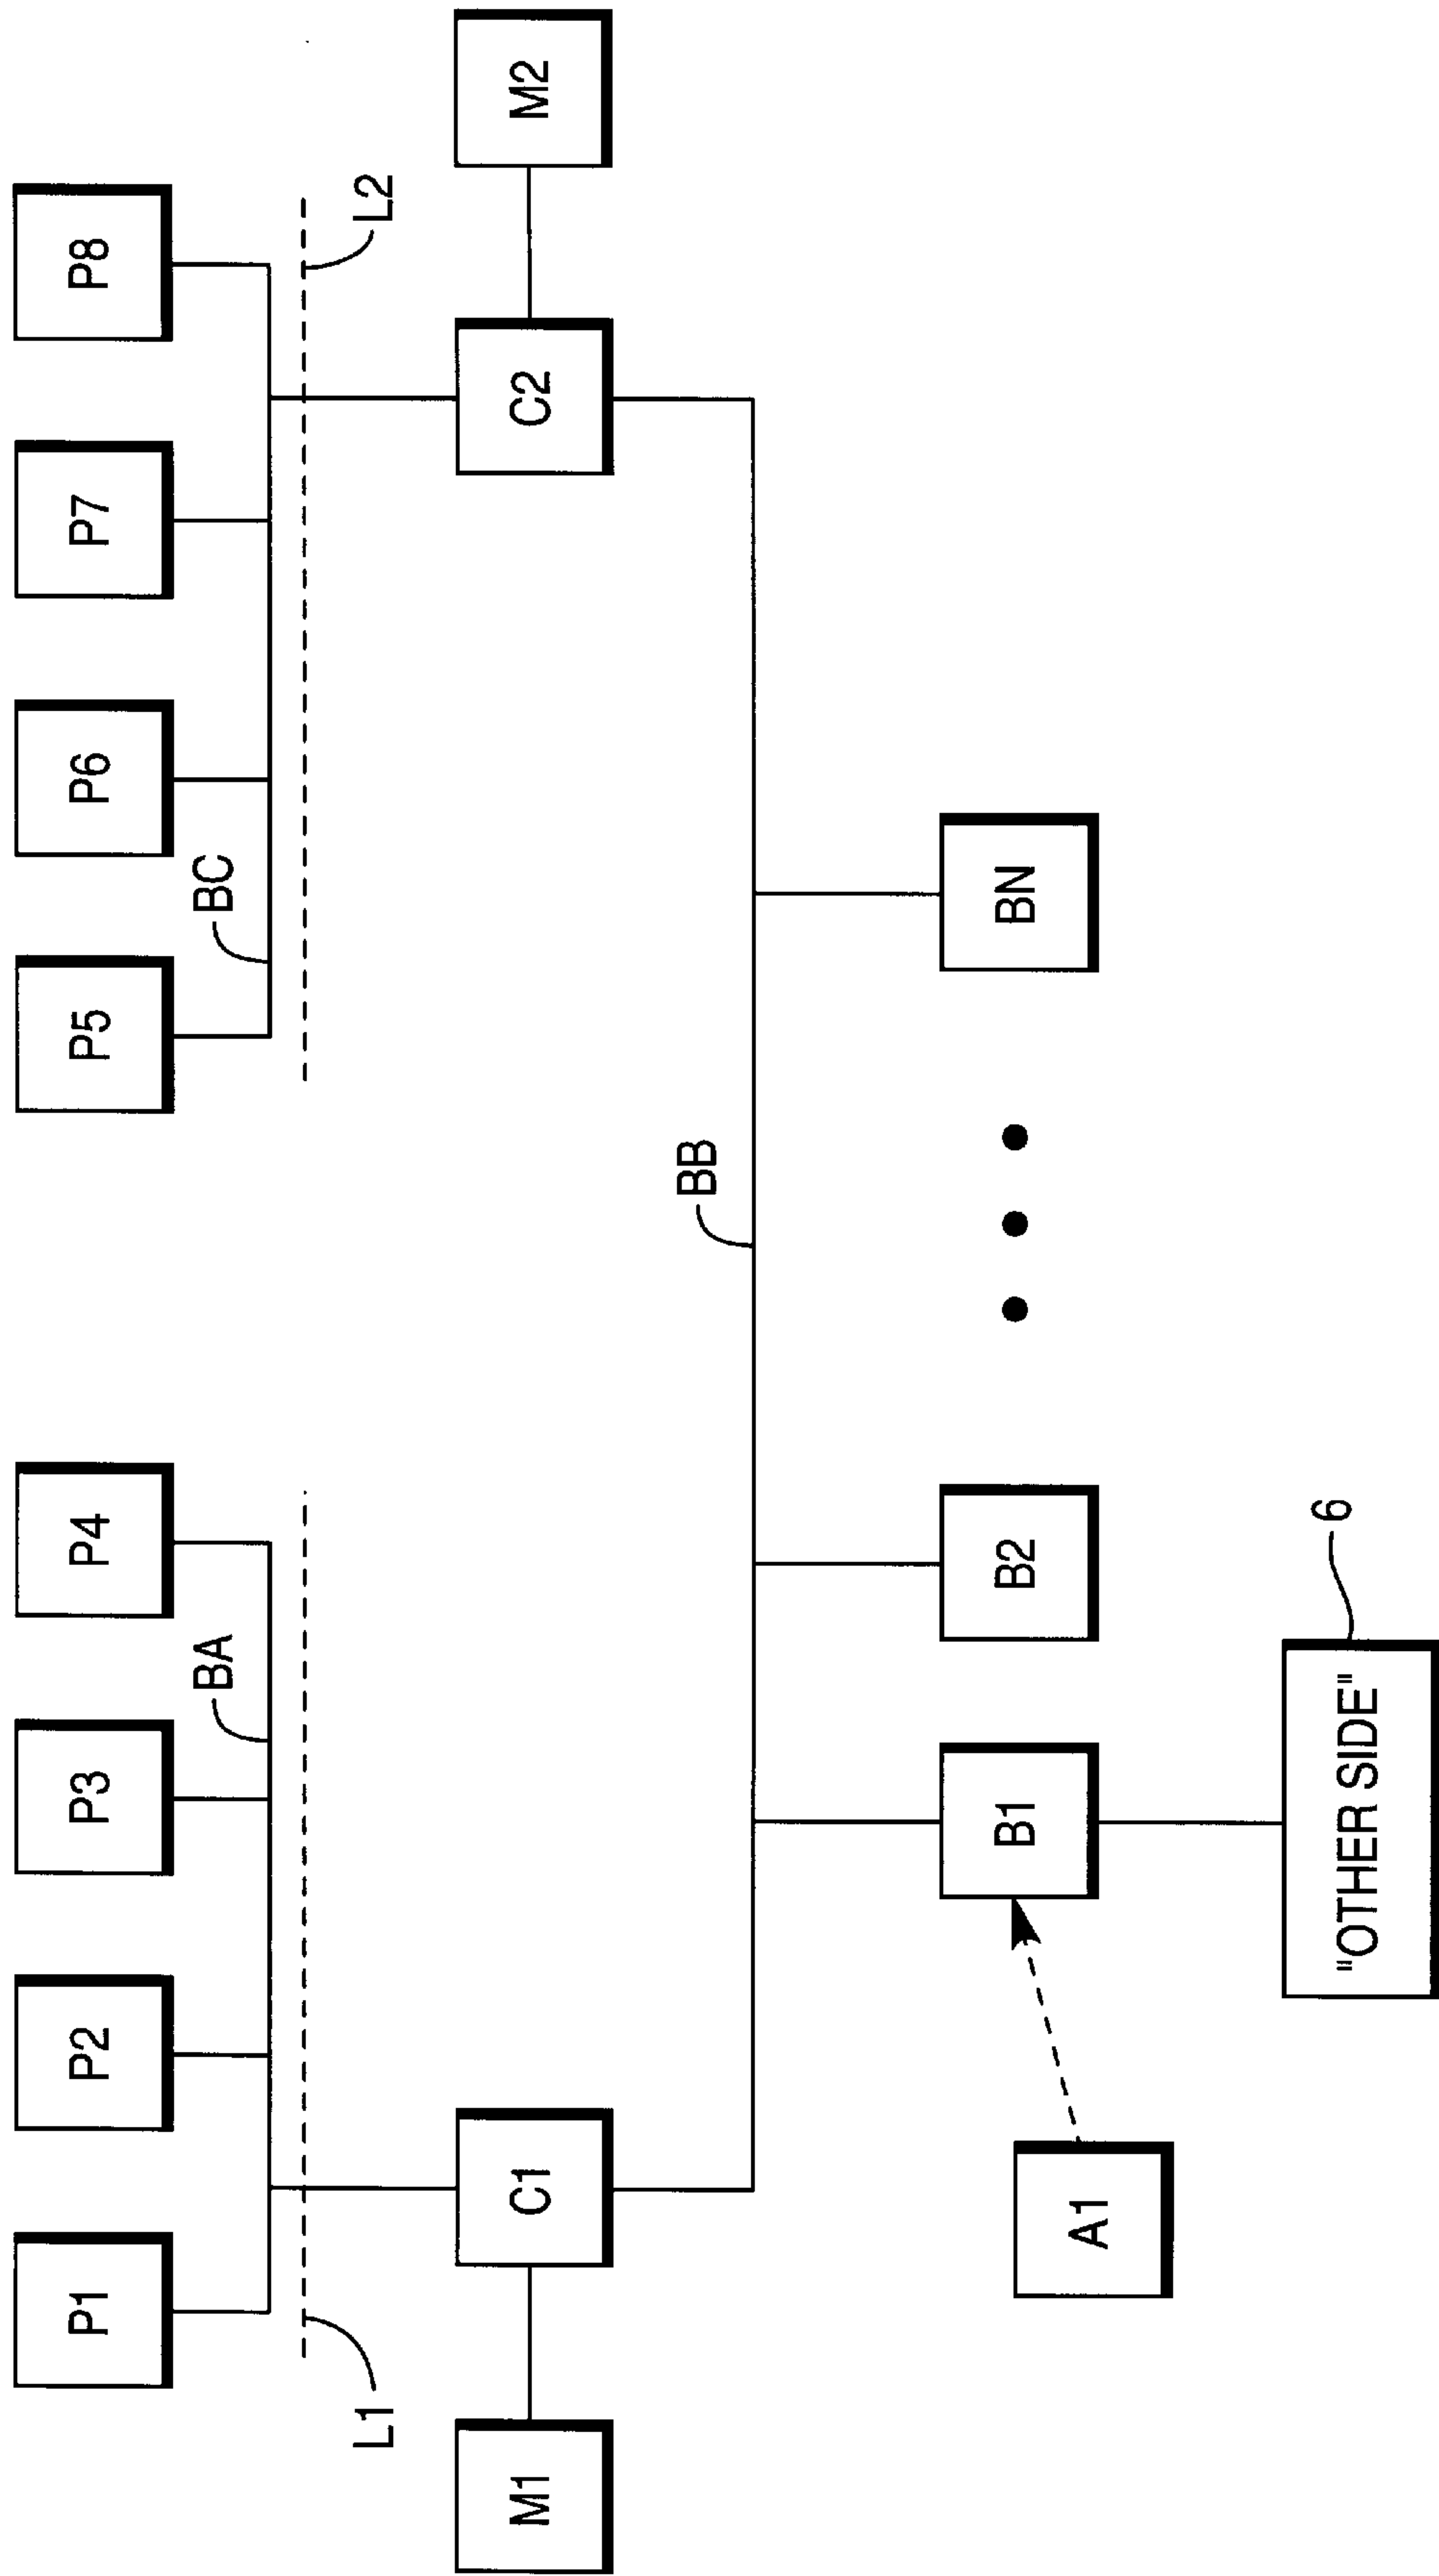 P1
P2
P3
P4
P5
P6
P7
P8
BA
BC
L1
L2
M1
C1
C2
M2
BB
A1
B1
B2
BN
"OTHER SIDE"
6